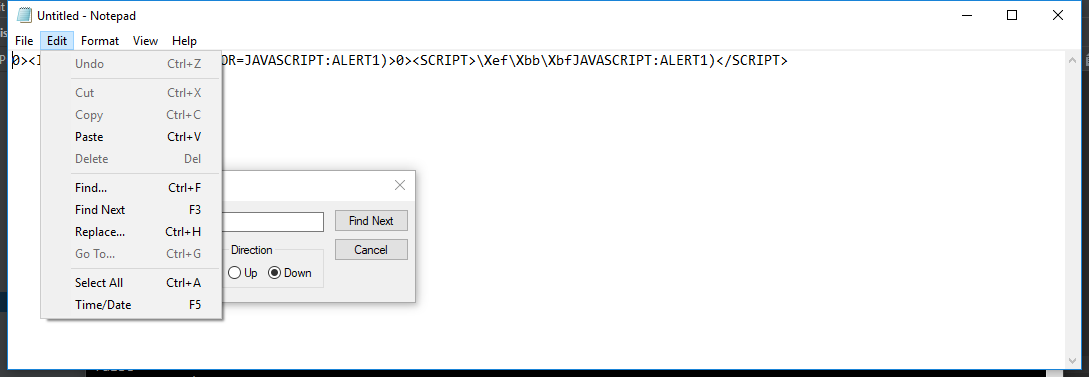 Untitled - Notepad
File Edit Format View Help
0><I OR=JAVASCRIPT:ALERT1)>0><SCRIPT>\Xef\Xbb\XbfJAVASCRIPT:ALERT1)</SCRIPT>
Undo Ctrl+Z
Cut Ctrl+X
Copy Ctrl+C
Paste Ctrl+V
Delete Del
Find... Ctrl+F
Find Next F3
Replace... Ctrl+H
Go To... Ctrl+G
Select All Ctrl+A
Time/Date F5
Find Next
Cancel
Direction
Up Down